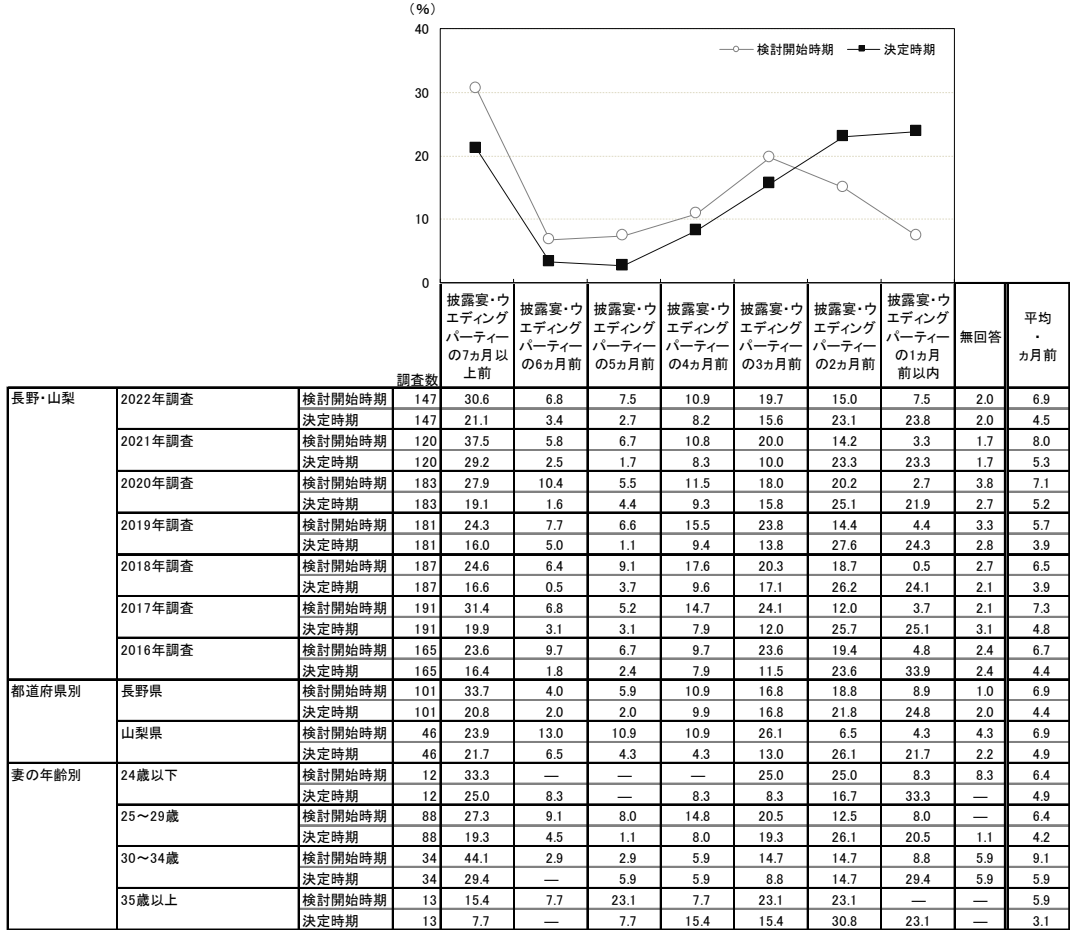 （％）
40
30
20
10
0
検討開始時期 決定時期
調査数 披露宴・ウエディングパーティーの7ヵ月以上前 披露宴・ウエディングパーティーの6ヵ月前 披露宴・ウエディングパーティーの5ヵ月前 披露宴・ウエディングパーティーの4ヵ月前 披露宴・ウエディングパーティーの3ヵ月前 披露宴・ウエディングパーティーの2ヵ月前 披露宴・ウエディングパーティーの1ヵ月前以内 無回答 平均・ヵ月前
長野・山梨 2022年調査 検討開始時期 147 30.6 6.8 7.5 10.9 19.7 15.0 7.5 2.0 6.9
決定時期 147 21.1 3.4 2.7 8.2 15.6 23.1 23.8 2.0 4.5
2021年調査 検討開始時期 120 37.5 5.8 6.7 10.8 20.0 14.2 3.3 1.7 8.0
決定時期 120 29.2 2.5 1.7 8.3 10.0 23.3 23.3 1.7 5.3
2020年調査 検討開始時期 183 27.9 10.4 5.5 11.5 18.0 20.2 2.7 3.8 7.1
決定時期 183 19.1 1.6 4.4 9.3 15.8 25.1 21.9 2.7 5.2
2019年調査 検討開始時期 181 24.3 7.7 6.6 15.5 23.8 14.4 4.4 3.3 5.7
決定時期 181 16.0 5.0 1.1 9.4 13.8 27.6 24.3 2.8 3.9
2018年調査 検討開始時期 187 24.6 6.4 9.1 17.6 20.3 18.7 0.5 2.7 6.5
決定時期 187 16.6 0.5 3.7 9.6 17.1 26.2 24.1 2.1 3.9
2017年調査 検討開始時期 191 31.4 6.8 5.2 14.7 24.1 12.0 3.7 2.1 7.3
決定時期 191 19.9 3.1 3.1 7.9 12.0 25.7 25.1 3.1 4.8
2016年調査 検討開始時期 165 23.6 9.7 6.7 9.7 23.6 19.4 4.8 2.4 6.7
決定時期 165 16.4 1.8 2.4 7.9 11.5 23.6 33.9 2.4 4.4
都道府県別 長野県 検討開始時期 101 33.7 4.0 5.9 10.9 16.8 18.8 8.9 1.0 6.9
決定時期 101 20.8 2.0 2.0 9.9 16.8 21.8 24.8 2.0 4.4
山梨県 検討開始時期 46 23.9 13.0 10.9 10.9 26.1 6.5 4.3 4.3 6.9
決定時期 46 21.7 6.5 4.3 4.3 13.0 26.1 21.7 2.2 4.9
妻の年齢別 24歳以下 検討開始時期 12 33.3 — — — 25.0 25.0 8.3 8.3 6.4
決定時期 12 25.0 8.3 — 8.3 8.3 16.7 33.3 — 4.9
25～29歳 検討開始時期 88 27.3 9.1 8.0 14.8 20.5 12.5 8.0 — 6.4
決定時期 88 19.3 4.5 1.1 8.0 19.3 26.1 20.5 1.1 4.2
30～34歳 検討開始時期 34 44.1 2.9 2.9 5.9 14.7 14.7 8.8 5.9 9.1
決定時期 34 29.4 — 5.9 5.9 8.8 14.7 29.4 5.9 5.9
35歳以上 検討開始時期 13 15.4 7.7 23.1 7.7 23.1 23.1 — — 5.9
決定時期 13 7.7 — 7.7 15.4 15.4 30.8 23.1 — 3.1